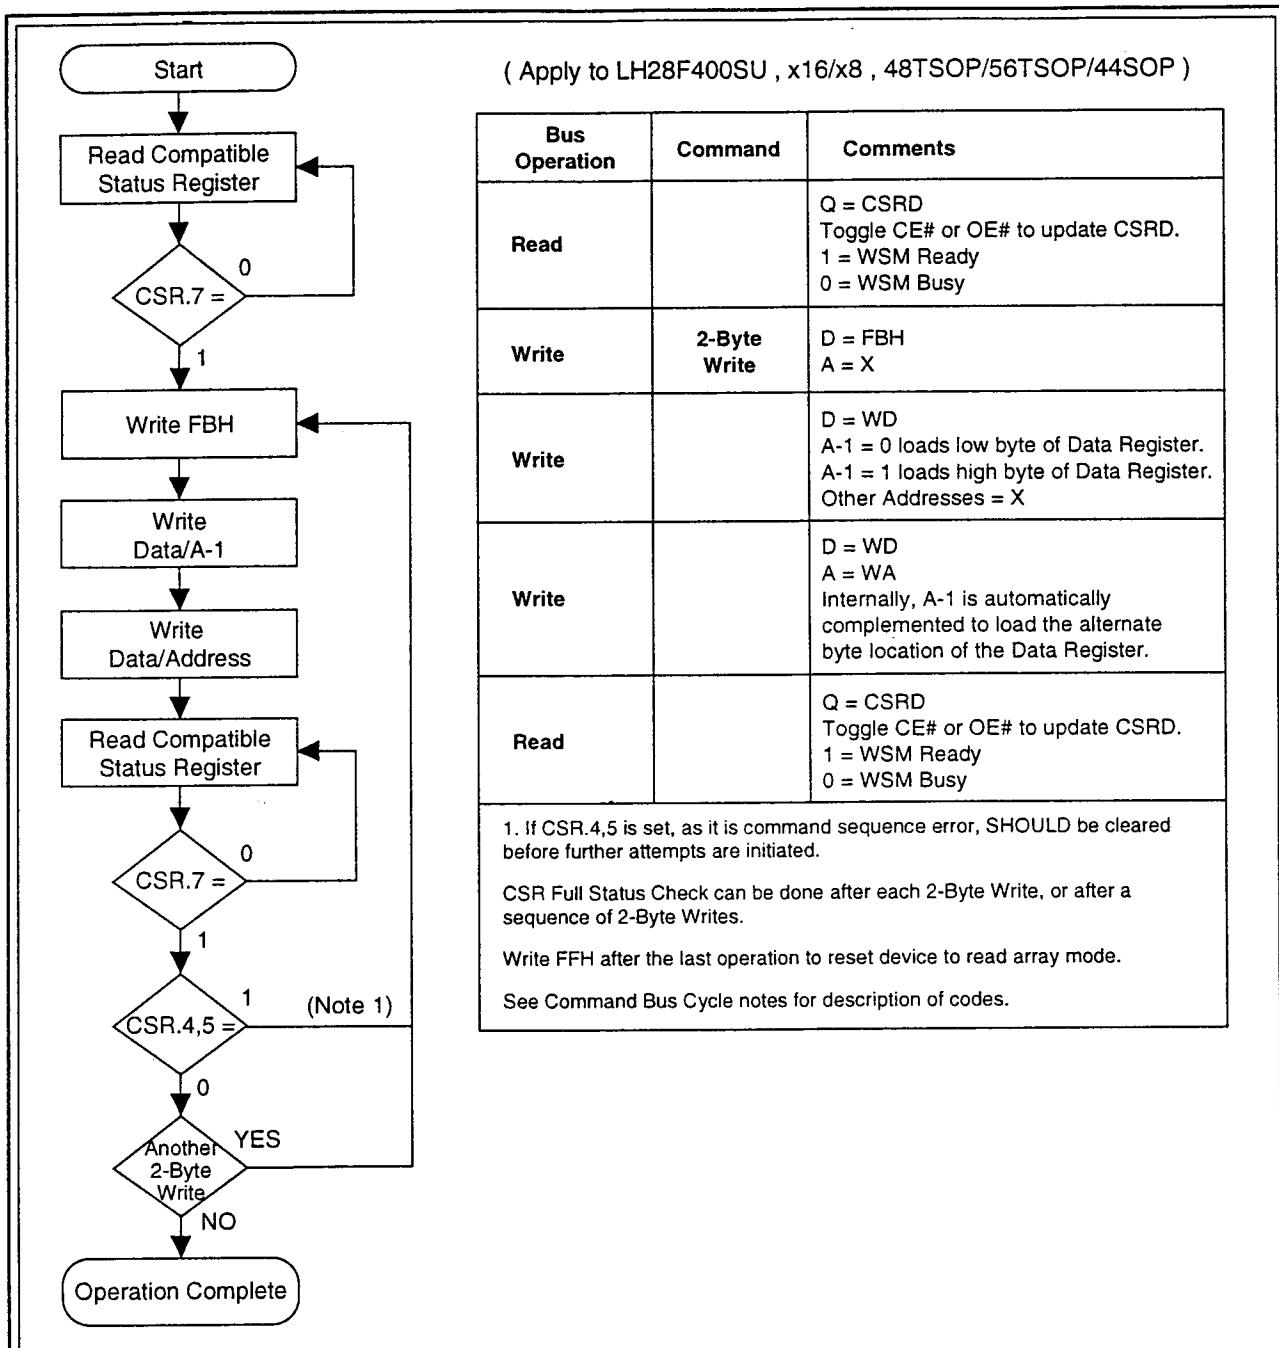 Start
Read Compatible
Status Register
0
CSR.7 =
1
Write FBH
Write
Data/A-1
Write
Data/Address
Read Compatible
Status Register
0
CSR.7 =
1
1
(Note 1)
CSR.4,5 =
0
Another
2-Byte
Write
YES
NO
Operation Complete
( Apply to LH28F400SU , x16/x8 , 48TSOP/56TSOP/44SOP )
Bus
Operation
Command
Comments
Read
Q = CSRD
Toggle CE# or OE# to update CSRD.
1 = WSM Ready
0 = WSM Busy
Write
2-Byte
Write
D = FBH
A = X
Write
D = WD
A-1 = 0 loads low byte of Data Register.
A-1 = 1 loads high byte of Data Register.
Other Addresses = X
Write
D = WD
A = WA
Internally, A-1 is automatically
complemented to load the alternate
byte location of the Data Register.
Read
Q = CSRD
Toggle CE# or OE# to update CSRD.
1 = WSM Ready
0 = WSM Busy
1. If CSR.4,5 is set, as it is command sequence error, SHOULD be cleared
before further attempts are initiated.
CSR Full Status Check can be done after each 2-Byte Write, or after a
sequence of 2-Byte Writes.
Write FFH after the last operation to reset device to read array mode.
See Command Bus Cycle notes for description of codes.